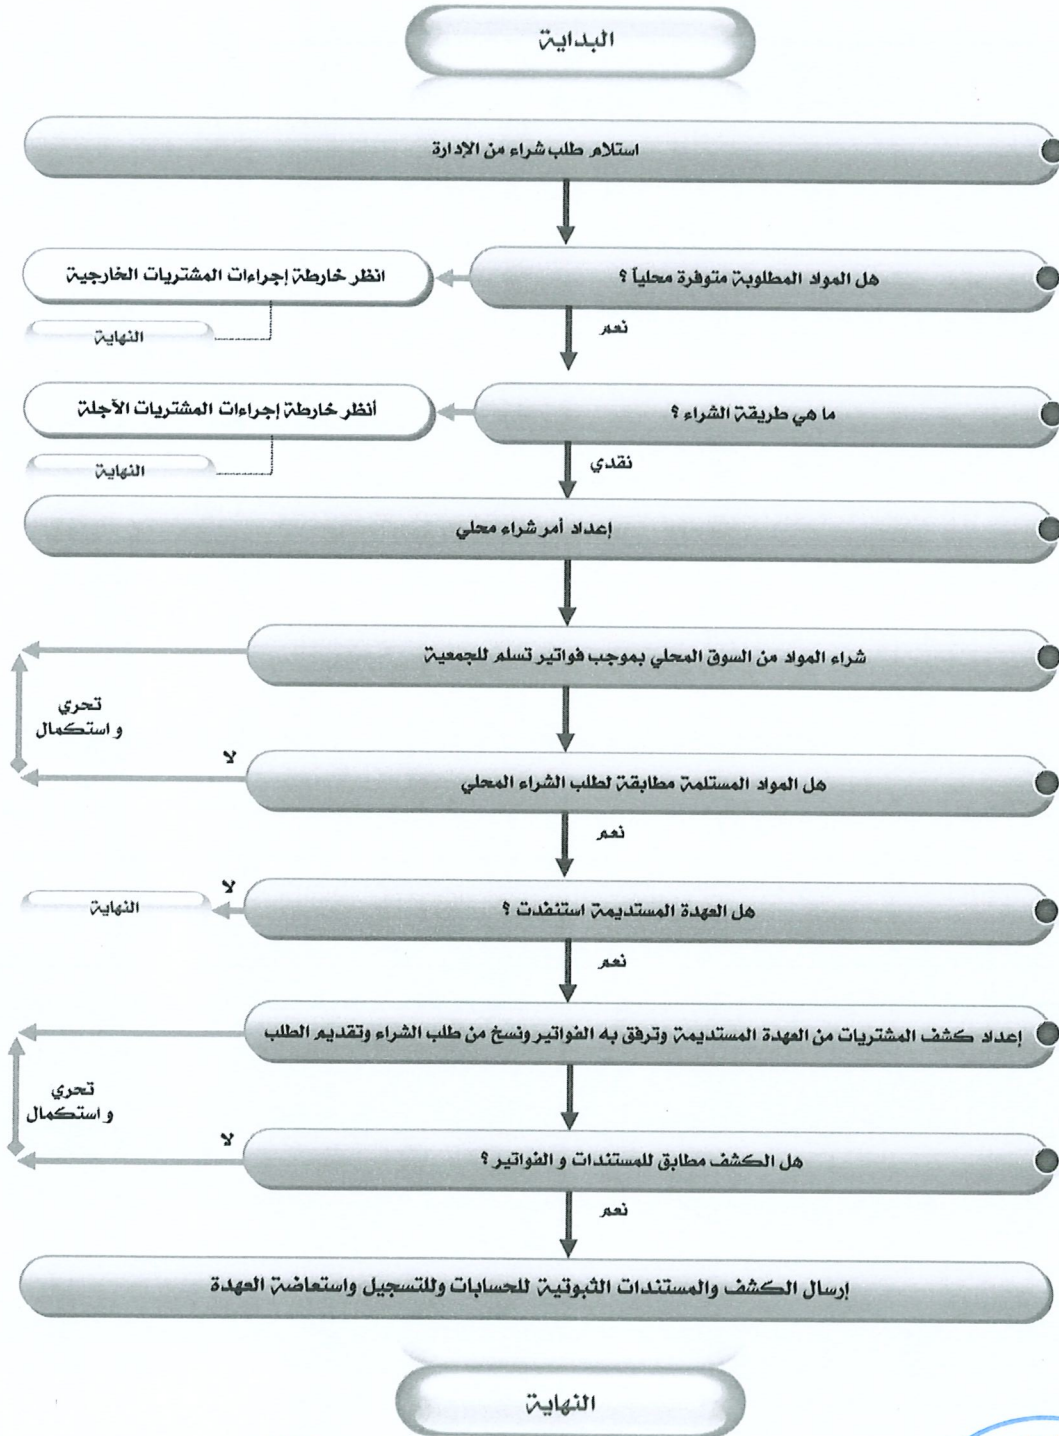 البداية
استلام طلب شراء من الإدارة
هل المواد المطلوبة متوفرة محلياً ؟
انظر خارطة إجراءات المشتريات الخارجية
النهاية
نعم
ما هي طريقة الشراء ؟
أنظر خارطة إجراءات المشتريات الآجلة
النهاية
نقدي
إعداد أمر شراء محلي
شراء المواد من السوق المحلي بموجب فواتير تسلم للجمعية
تحري
و استكمال
هل المواد المستلمة مطابقة لطلب الشراء المحلي
لا
نعم
هل العهدة المستديمة استنفدت ؟
لا
النهاية
نعم
إعداد كشف المشتريات من العهدة المستديمة وترفق به الفواتير ونسخ من طلب الشراء وتقديم الطلب
تحري
و استكمال
هل الكشف مطابق للمستندات و الفواتير ؟
لا
نعم
إرسال الكشف والمستندات الثبوتية للحسابات وللتسجيل واستعاضة العهدة
النهاية